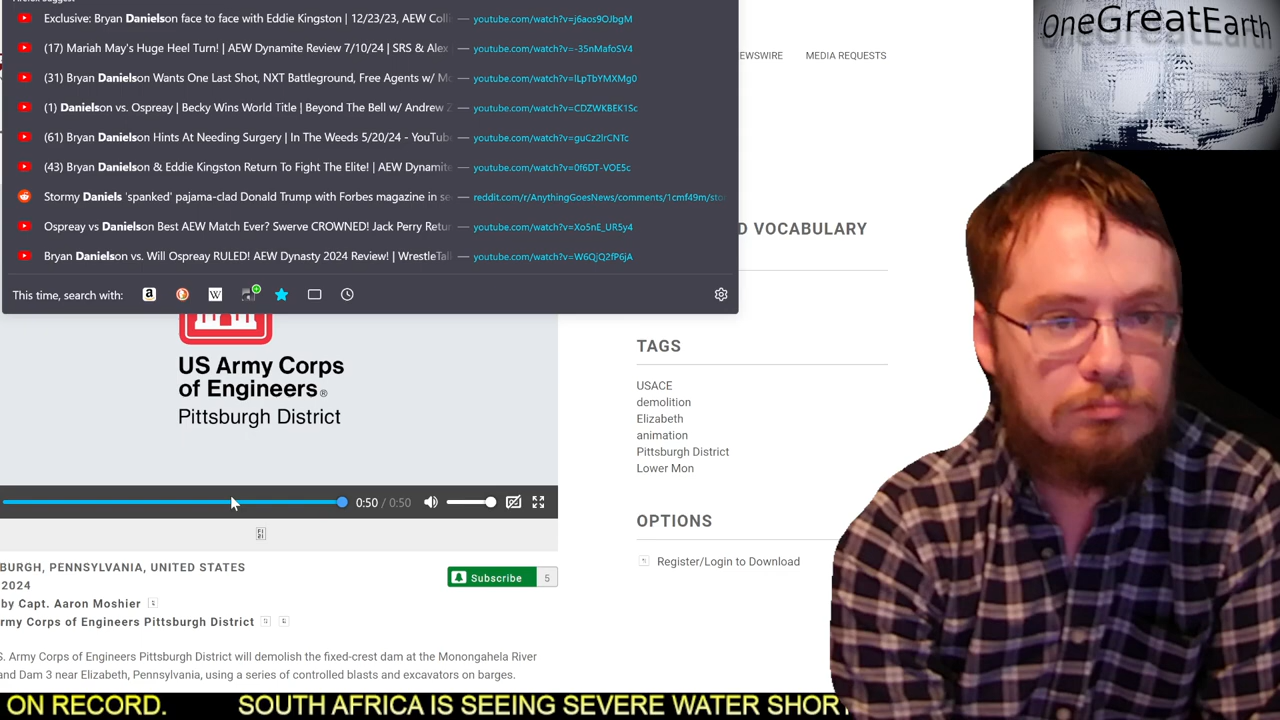 Exclusive: Bryan Danielson face to face with Eddie Kingston | 12/23/23, AEW Coll — youtube.com/watch?v=j6aos9OJbgM
(17) Mariah May's Huge Heel Turn! | AEW Dynamite Review 7/10/24 | SRS & Alex — youtube.com/watch?v=-35nMafoSV4
(31) Bryan Danielson Wants One Last Shot, NXT Battleground, Free Agents w/ Mc — youtube.com/watch?v=lLpTbYMXMg0
(1) Danielson vs. Ospreay | Becky Wins World Title | Beyond The Bell w/ Andrew Z — youtube.com/watch?v=CDZWKBEK1Sc
(61) Bryan Danielson Hints At Needing Surgery | In The Weeds 5/20/24 - YouTube — youtube.com/watch?v=guCz2lrCNTc
(43) Bryan Danielson & Eddie Kingston Return To Fight The Elite! | AEW Dynamite — youtube.com/watch?v=0f6DT-VOE5c
Stormy Daniels 'spanked' pajama-clad Donald Trump with Forbes magazine in se — reddit.com/r/AnythingGoesNews/comments/1cmf49m/sto
Ospreay vs Danielson Best AEW Match Ever? Swerve CROWNED! Jack Perry Retur — youtube.com/watch?v=Xo5nE_UR5y4
Bryan Danielson vs. Will Ospreay RULED! AEW Dynasty 2024 Review! | WrestleTal — youtube.com/watch?v=W6QjQ2fP6jA
This time, search with:
EWSWIRE MEDIA REQUESTS
OneGreatEarth
D VOCABULARY
US Army Corps
of Engineers®
Pittsburgh District
0:50 / 0:50
TAGS
USACE
demolition
Elizabeth
animation
Pittsburgh District
Lower Mon
OPTIONS
Register/Login to Download
BURGH, PENNSYLVANIA, UNITED STATES
2024
by Capt. Aaron Moshier
rmy Corps of Engineers Pittsburgh District
Subscribe 5
S. Army Corps of Engineers Pittsburgh District will demolish the fixed-crest dam at the Monongahela River
and Dam 3 near Elizabeth, Pennsylvania, using a series of controlled blasts and excavators on barges.
ON RECORD. SOUTH AFRICA IS SEEING SEVERE WATER SHOR